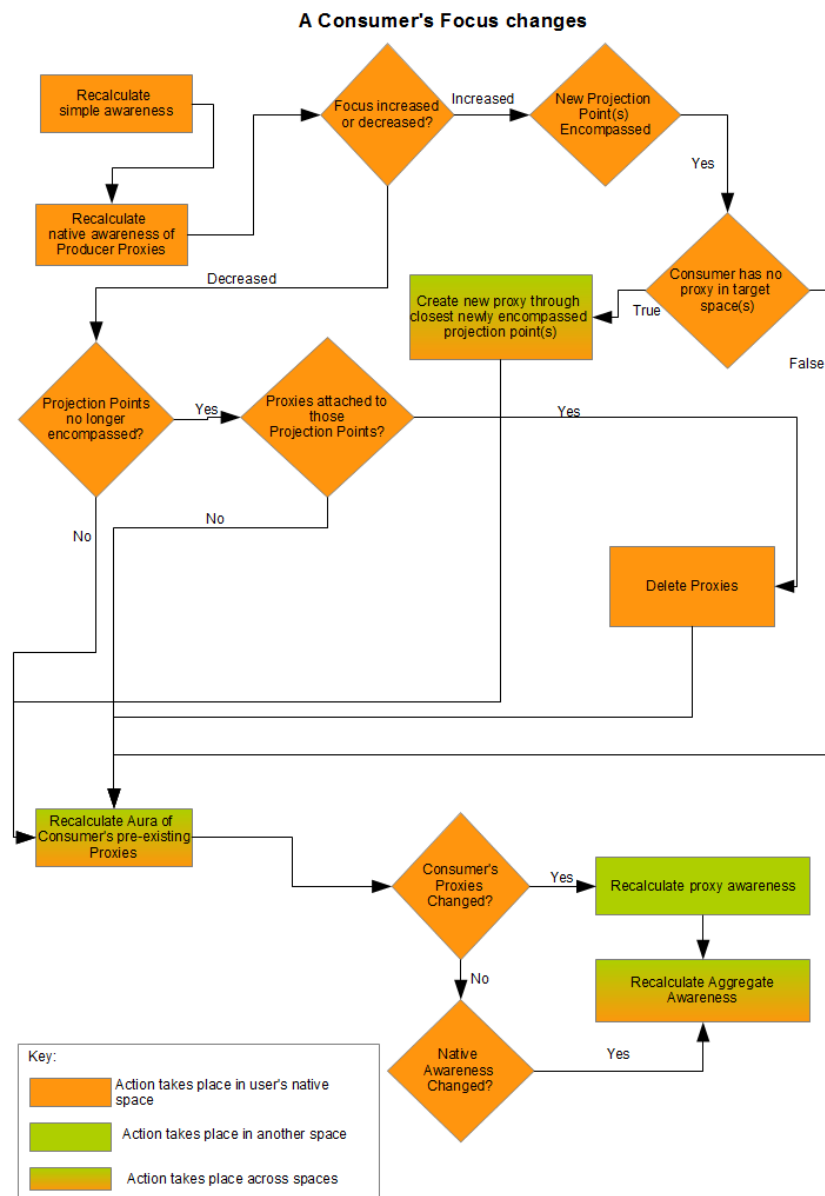 A Consumer's Focus changes
Recalculate
simple awareness
Focus increased
or decreased?
Increased
New Projection
Point(s)
Encompassed
Yes
Recalculate
native awareness of
Producer Proxies
Decreased
Consumer has no
proxy in target
space(s)
True
False
Create new proxy through
closest newly encompassed
projection point(s)
Projection Points
no longer
encompassed?
Yes
Proxies attached to
those
Projection Points?
Yes
No
No
Delete Proxies
Recalculate Aura of
Consumer's pre-existing
Proxies
Consumer's
Proxies
Changed?
Yes
Recalculate proxy awareness
No
Recalculate Aggregate
Awareness
Native
Awareness
Changed?
Yes
Key:
Action takes place in user's native
space
Action takes place in another space
Action takes place across spaces